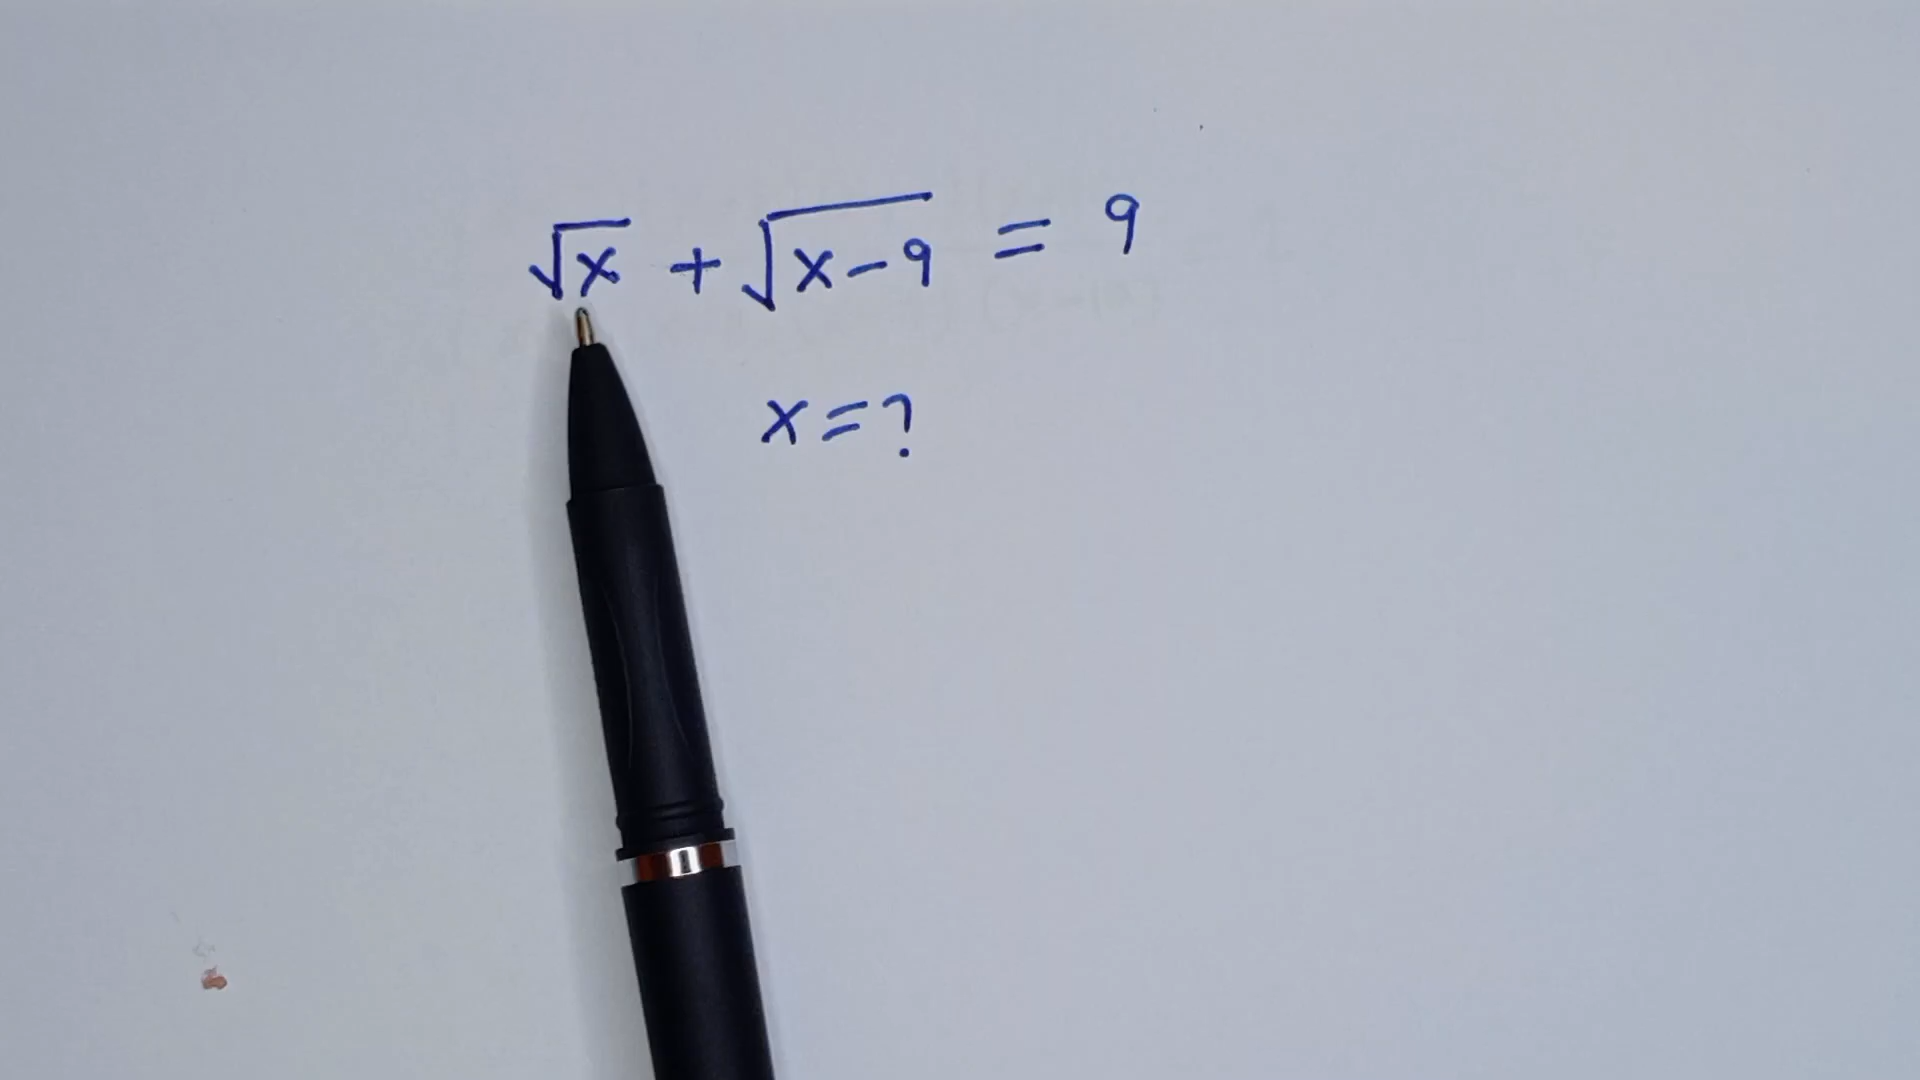 √x + √(x-9) = 9
x = ?